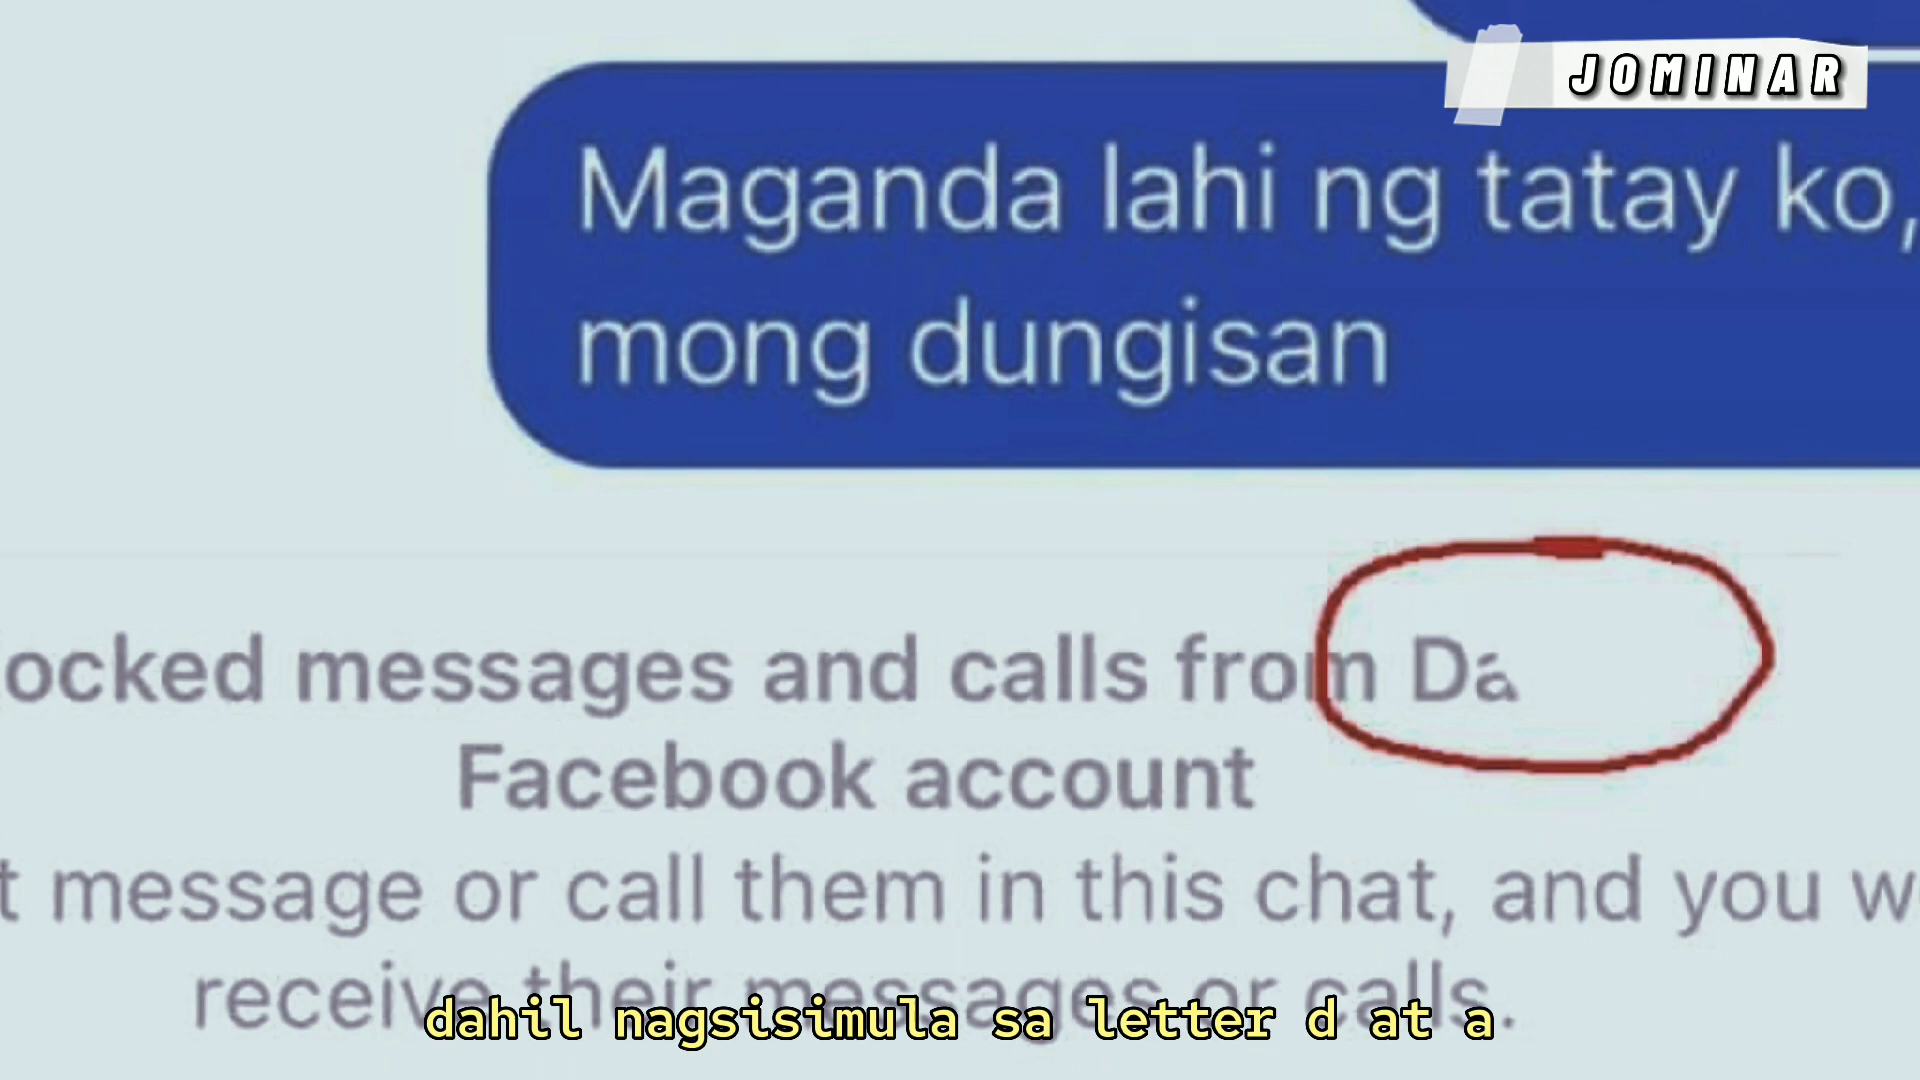 JOMINAR
Maganda lahi ng tatay ko,
mong dungisan
locked messages and calls from Da
Facebook account
t message or call them in this chat, and you w
receive their messages or calls.
dahil nagsisimula sa letter d at a